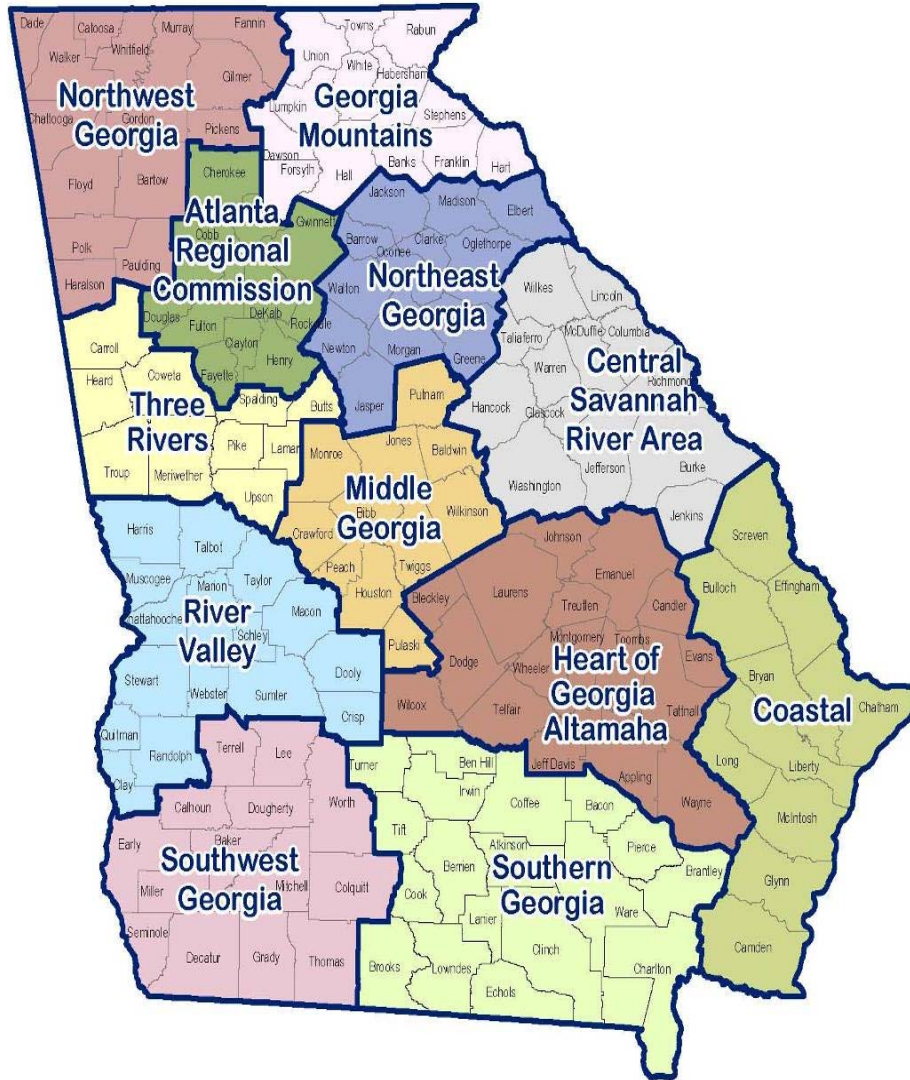 Dade
Catoosa
Murray
Fannin
Walker
Whitfield
Gilmer
Chattooga
Gordon
Pickens
Northwest
Georgia
Floyd
Bartow
Polk
Paulding
Haralson
Towns
Rabun
Union
White
Habersham
Lumpkin
Georgia
Mountains
Stephens
Dawson
Forsyth
Hall
Banks
Franklin
Hart
Cherokee
Atlanta
Regional
Commission
Cobb
Gwinnett
Douglas
Fulton
DeKalb
Rockdale
Clayton
Fayette
Henry
Jackson
Madison
Elbert
Barrow
Oconee
Clarke
Oglethorpe
Walton
Northeast
Georgia
Newton
Morgan
Greene
Jasper
Wilkes
Lincoln
Taliaferro
McDuffie
Columbia
Warren
Central
Savannah
River Area
Richmond
Hancock
Glascock
Jefferson
Burke
Washington
Jenkins
Carroll
Heard
Coweta
Spalding
Butts
Three
Rivers
Pike
Lamar
Troup
Meriwether
Upson
Putnam
Monroe
Jones
Baldwin
Middle
Georgia
Bibb
Wilkinson
Crawford
Peach
Twiggs
Houston
Pulaski
Harris
Talbot
Muscogee
Marion
Taylor
Chattahoochee
Macon
Schley
River
Valley
Stewart
Webster
Sumter
Dooly
Crisp
Quitman
Randolph
Clay
Johnson
Emanuel
Bleckley
Laurens
Treutlen
Candler
Montgomery
Toombs
Evans
Dodge
Wheeler
Heart of
Georgia
Altamaha
Wilcox
Telfair
Tattnall
Jeff Davis
Appling
Wayne
Screven
Bulloch
Effingham
Bryan
Coastal
Chatham
Long
Liberty
McIntosh
Glynn
Camden
Terrell
Lee
Calhoun
Dougherty
Worth
Early
Baker
Southwest
Georgia
Miller
Mitchell
Colquitt
Seminole
Decatur
Grady
Thomas
Turner
Ben Hill
Irwin
Coffee
Bacon
Tift
Atkinson
Pierce
Brantley
Berrien
Southern
Georgia
Cook
Lanier
Ware
Clinch
Charlton
Brooks
Lowndes
Echols